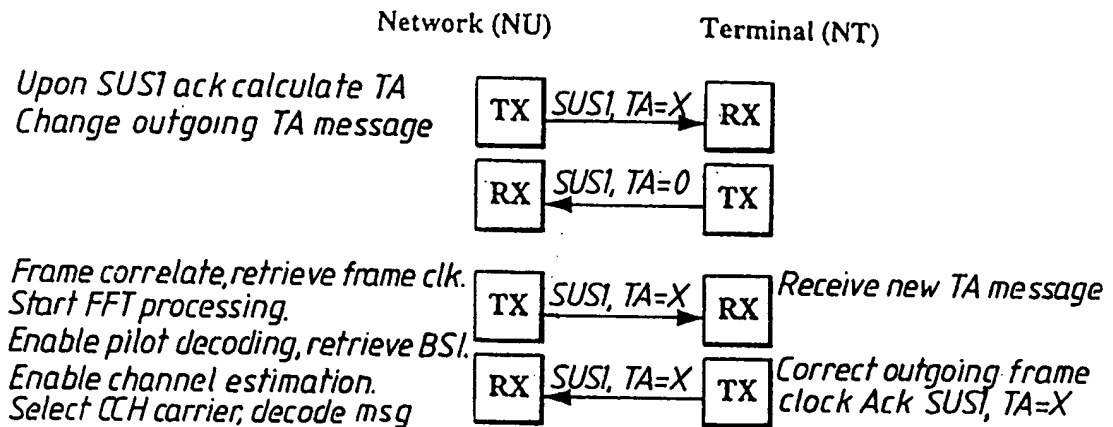 Network (NU) Terminal (NT)
Upon SUS1 ack calculate TA
Change outgoing TA message
TX SUS1, TA=X RX
RX SUS1, TA=0 TX
Frame correlate, retrieve frame clk.
Start FFT processing.
TX SUS1, TA=X RX
Receive new TA message
Enable pilot decoding, retrieve BSI.
Enable channel estimation.
Select CCH carrier, decode msg
RX SUS1, TA=X TX
Correct outgoing frame
clock Ack SUS1, TA=X